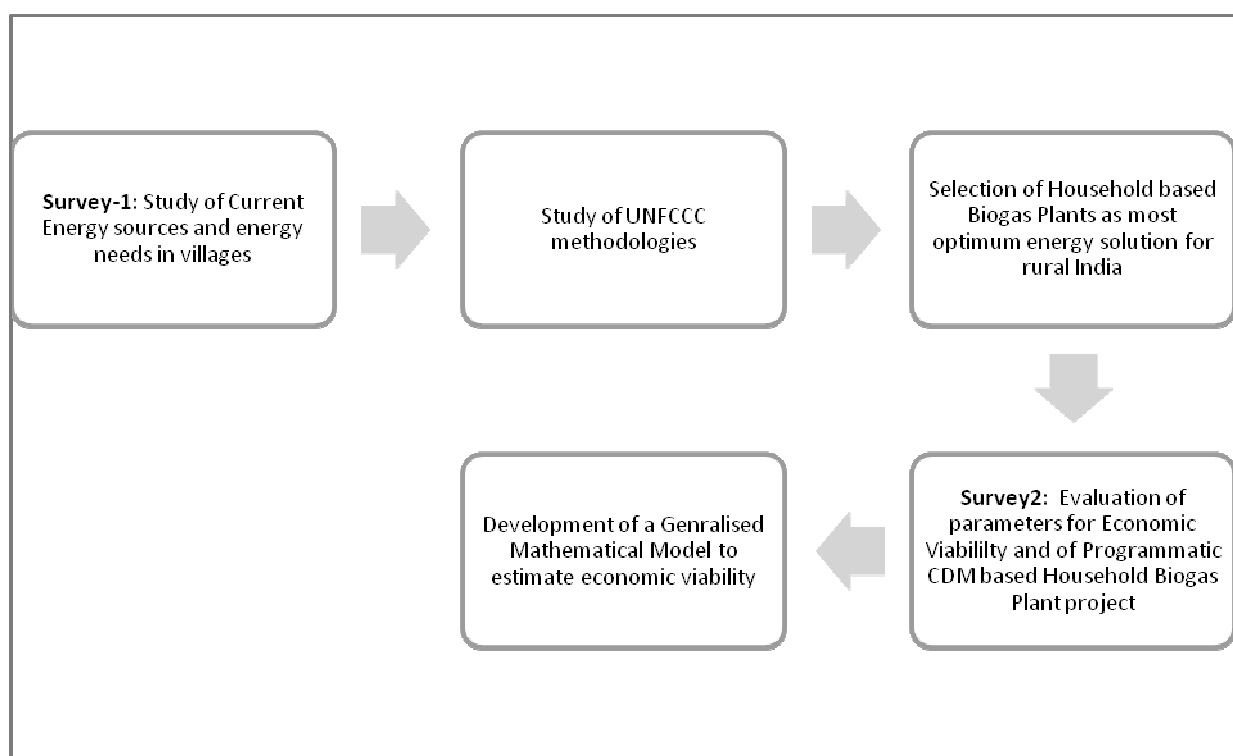 Survey-1: Study of Current
Energy sources and energy
needs in villages
Study of UNFCCC
methodologies
Selection of Household based
Biogas Plants as most
optimum energy solution for
rural India
Survey2:  Evaluation of
parameters for Economic
Viabililty and of Programmatic
CDM based Household Biogas
Plant project
Development of a Genralised
Mathematical Model to
estimate economic viability